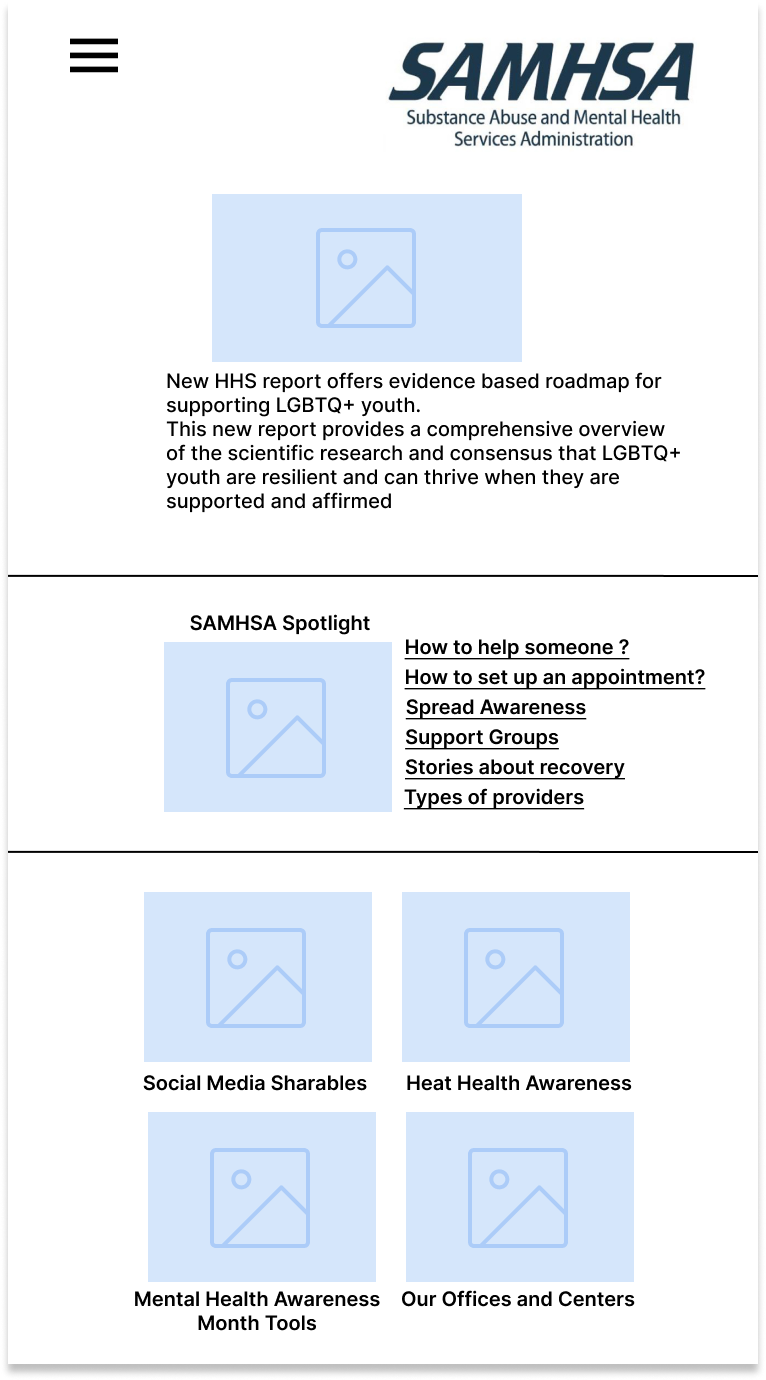 SAMHSA
Substance Abuse and Mental Health
Services Administration
New HHS report offers evidence based roadmap for
supporting LGBTQ+ youth.
This new report provides a comprehensive overview
of the scientific research and consensus that LGBTQ+
youth are resilient and can thrive when they are
supported and affirmed
SAMHSA Spotlight
How to help someone ?
How to set up an appointment?
Spread Awareness
Support Groups
Stories about recovery
Types of providers
Social Media Sharables
Heat Health Awareness
Mental Health Awareness
Month Tools
Our Offices and Centers